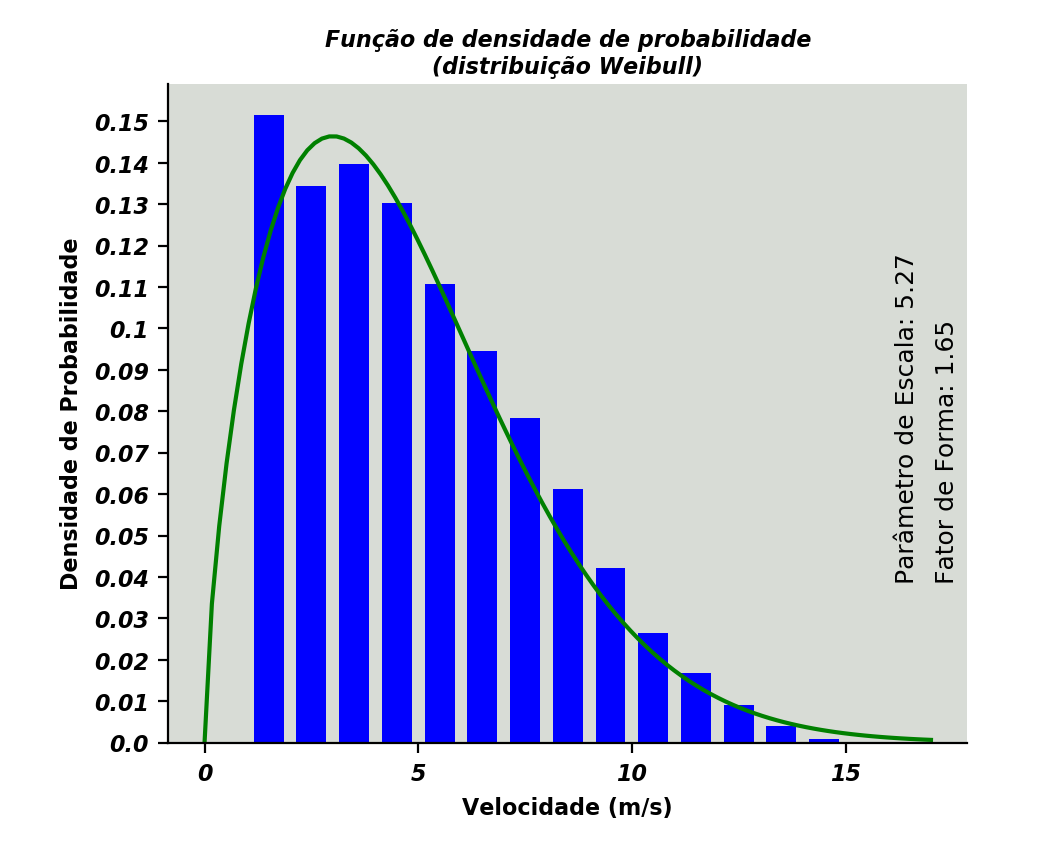 Função de densidade de probabilidade
(distribuição Weibull)
Densidade de Probabilidade
0.15
0.14
0.13
0.12
0.11
0.1
0.09
0.08
0.07
0.06
0.05
0.04
0.03
0.02
0.01
0.0
Parâmetro de Escala: 5.27
Fator de Forma: 1.65
0 5 10 15
Velocidade (m/s)